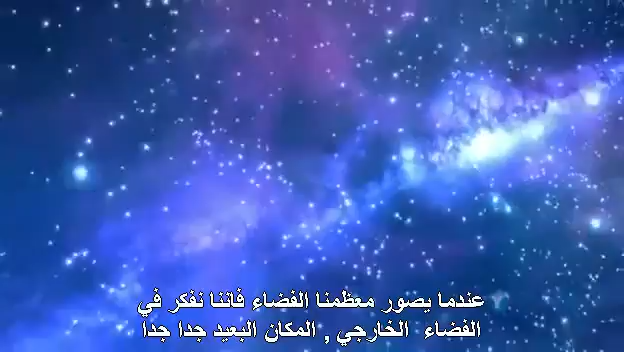 عندما يصور معظمنا الفضاء فاننا نفكر في
الفضاء  الخارجي , المكان البعيد جدا جدا